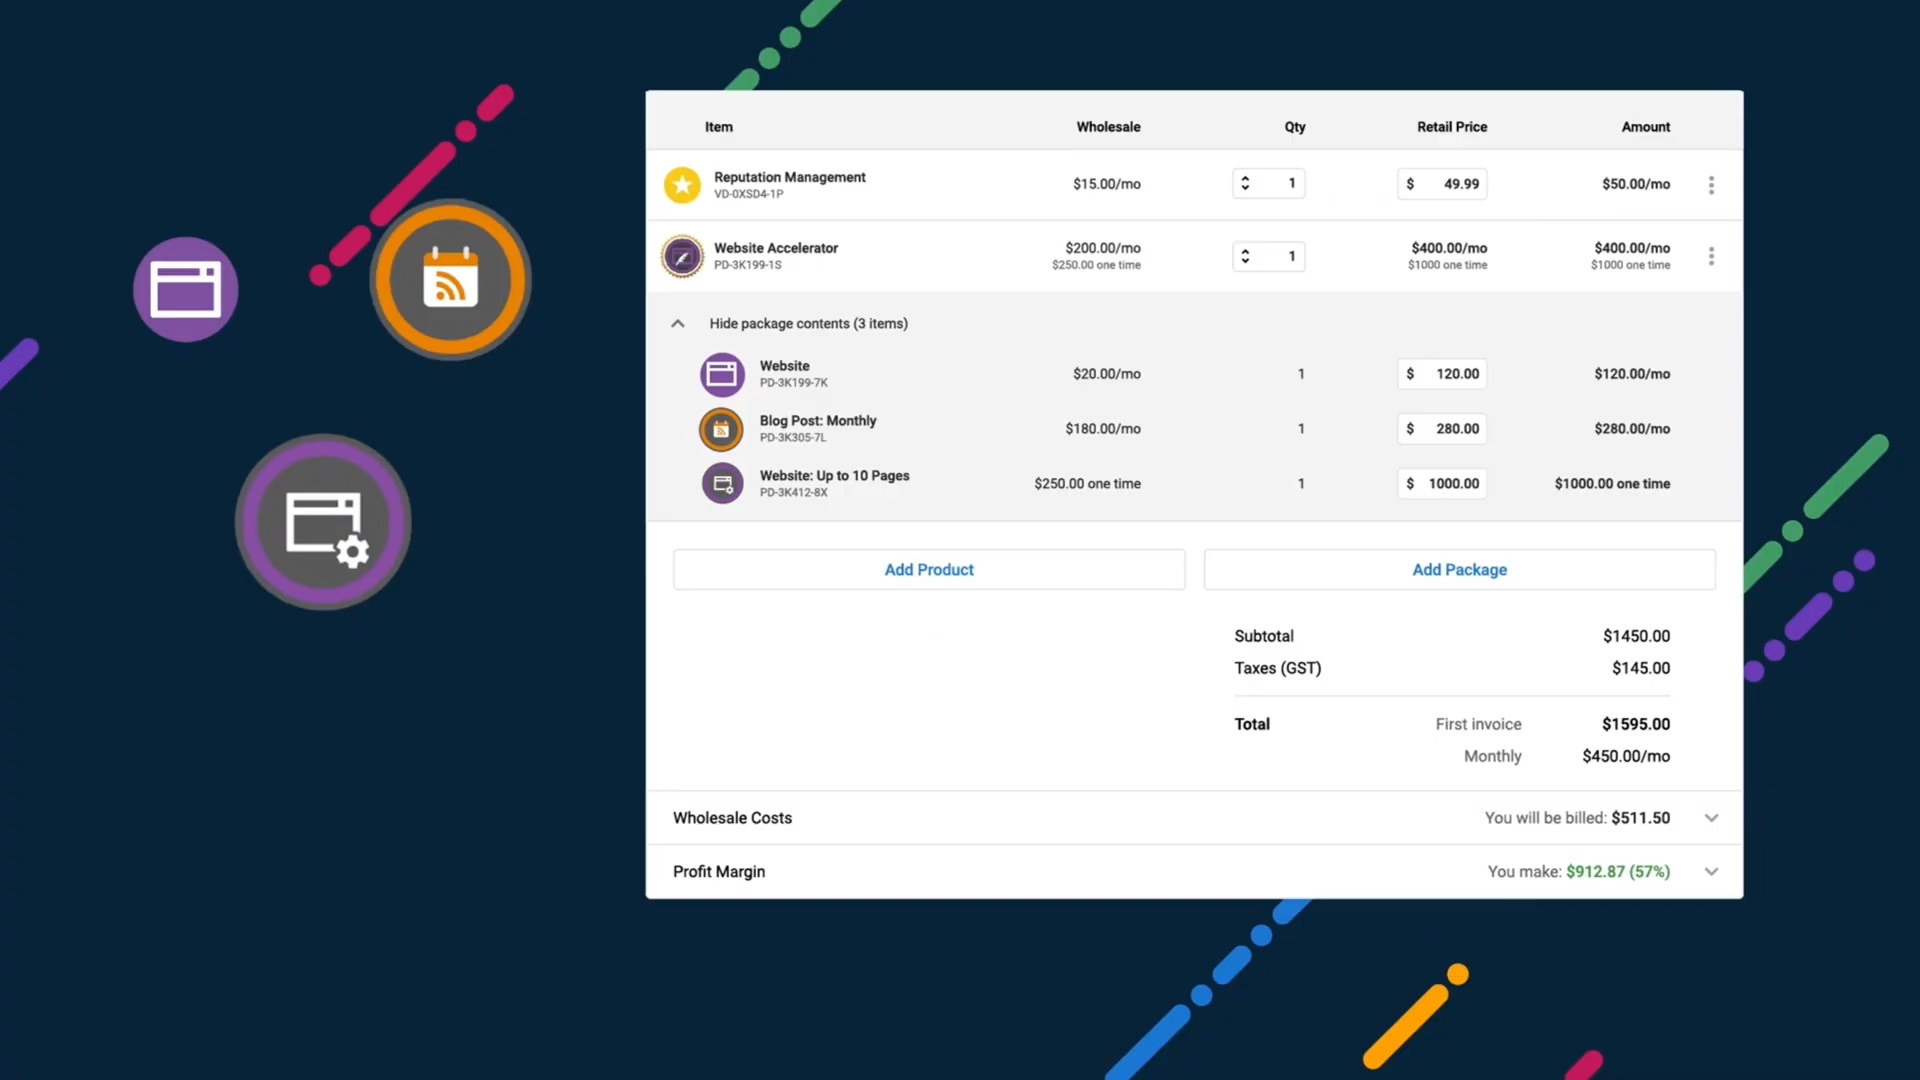 Item Wholesale Qty Retail Price Amount
Reputation Management
VD-0XSD4-1P
$15.00/mo 1 $ 49.99 $50.00/mo
Website Accelerator
PD-3K199-1S
$200.00/mo 1 $400.00/mo $400.00/mo
$250.00 one time $1000 one time $1000 one time
Hide package contents (3 items)
Website
PD-3K199-7K
$20.00/mo 1 $ 120.00 $120.00/mo
Blog Post: Monthly
PD-3K305-7L
$180.00/mo 1 $ 280.00 $280.00/mo
Website: Up to 10 Pages
PD-3K412-8X
$250.00 one time 1 $ 1000.00 $1000.00 one time
Add Product Add Package
Subtotal $1450.00
Taxes (GST) $145.00
Total First invoice $1595.00
Monthly $450.00/mo
Wholesale Costs You will be billed: $511.50
Profit Margin You make: $912.87 (57%)